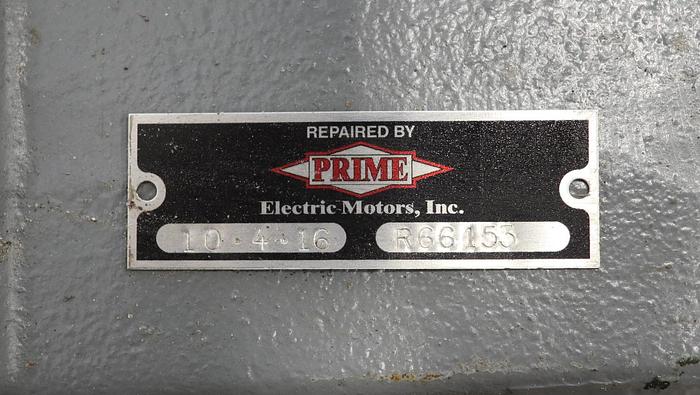 REPAIRED BY
PRIME
Electric Motors, Inc.
10·4·16 R66153